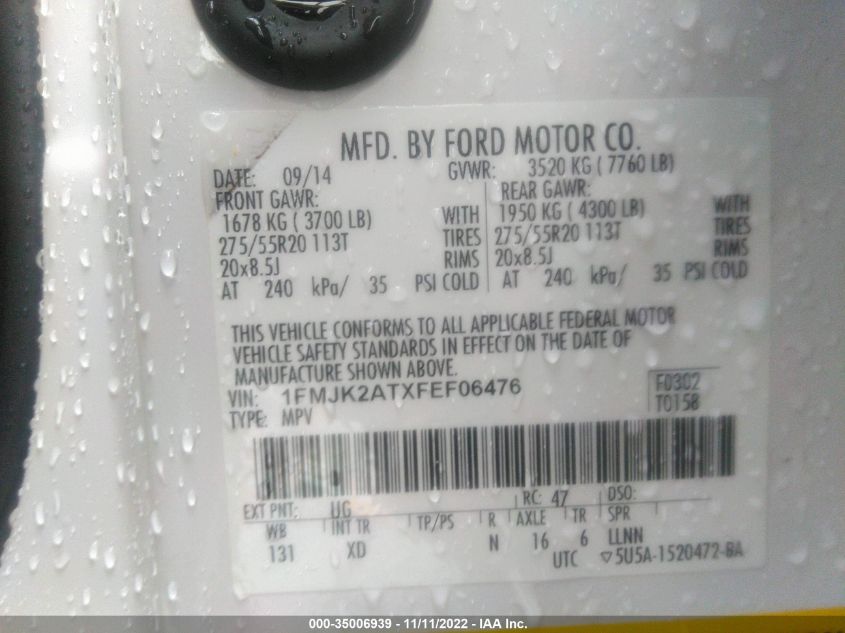 MFD. BY FORD MOTOR CO.
DATE: 09/14 GVWR: 3520 KG ( 7760 LB)
FRONT GAWR: REAR GAWR:
1678 KG ( 3700 LB) WITH 1950 KG ( 4300 LB) WITH
275/55R20 113T TIRES 275/55R20 113T TIRES
20x8.5J RIMS 20x8.5J RIMS
AT 240 kPa/ 35 PSI COLD AT 240 kPa/ 35 PSI COLD
THIS VEHICLE CONFORMS TO ALL APPLICABLE FEDERAL MOTOR
VEHICLE SAFETY STANDARDS IN EFFECT ON THE DATE OF
MANUFACTURE SHOWN ABOVE.
VIN: 1FMJK2ATXFEF06476 F0302
TYPE: MPV T0158
EXT PNT: UG RC: 47 DSO:
WB INT TR TP/PS R AXLE TR SPR
131 XD N 16 6 LLNN
UTC ▽5U5A-1520472-BA
000-35006939 - 11/11/2022 - IAA Inc.